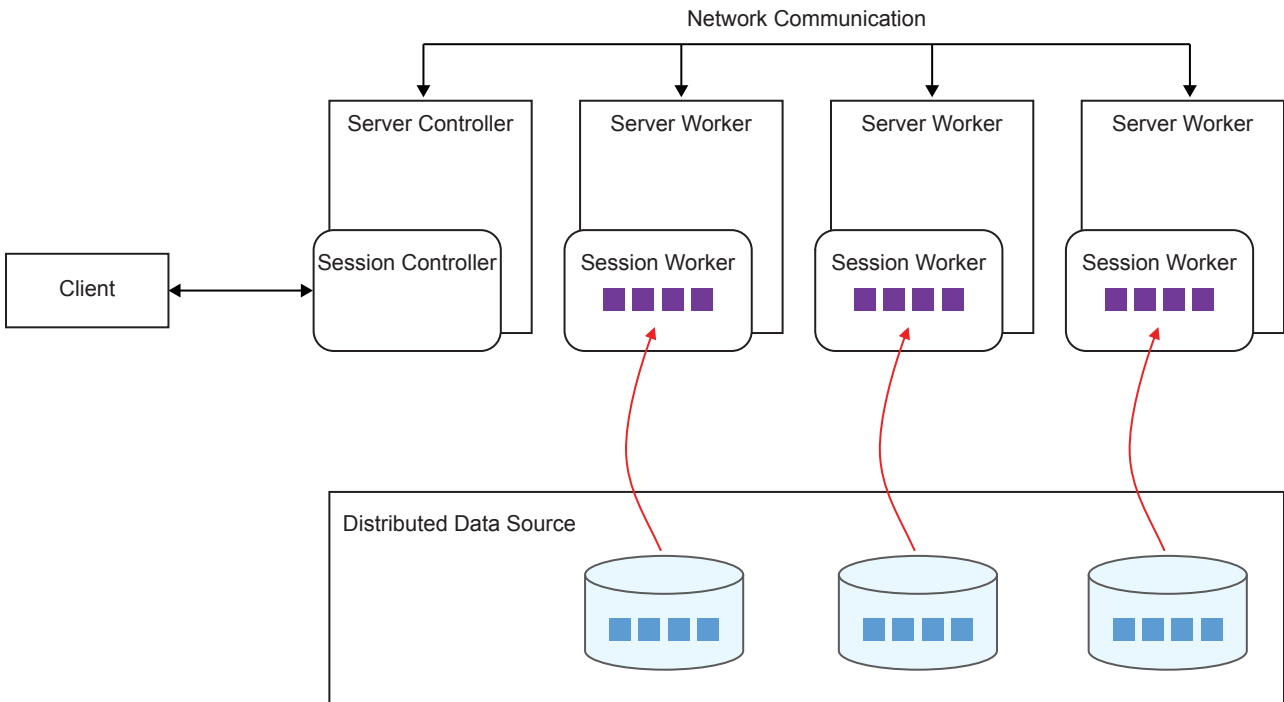 Network Communication
Server Controller
Server Worker
Server Worker
Server Worker
Client
Session Controller
Session Worker
Session Worker
Session Worker
Distributed Data Source